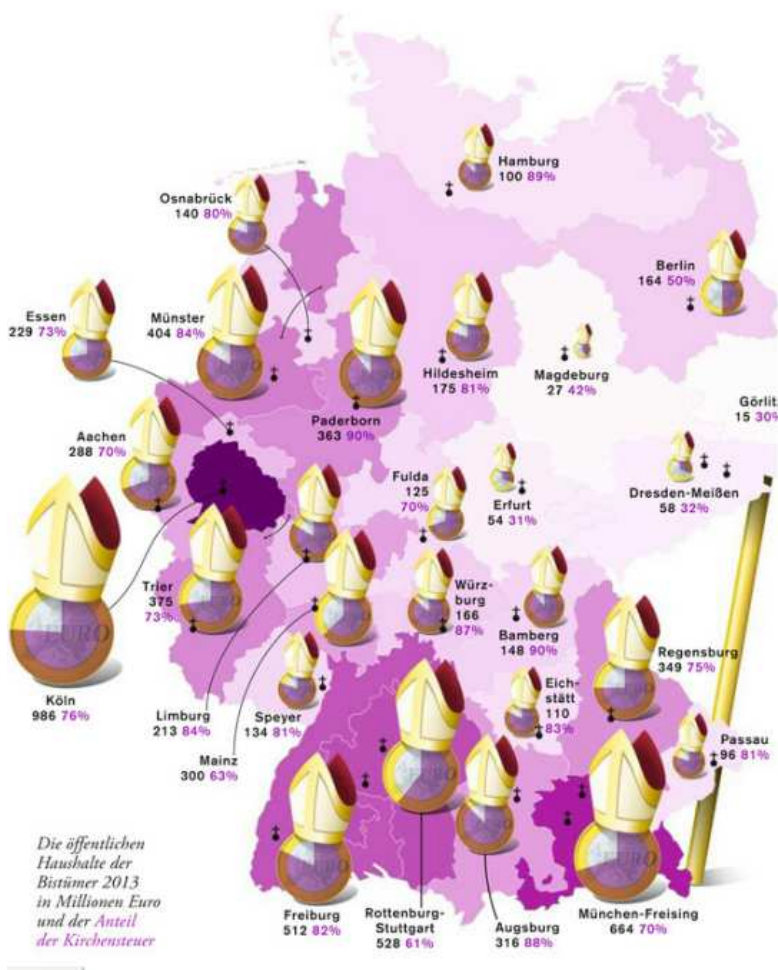 Hamburg
100 89%
Osnabrück
140 80%
Berlin
164 50%
Essen
229 73%
Münster
404 84%
Hildesheim
175 81%
Magdeburg
27 42%
Paderborn
363 90%
Görlit
15 30%
Aachen
288 70%
Fulda
125
70%
Erfurt
54 31%
Dresden-Meißen
58 32%
Trier
375
73%
Würz-
burg
166
87%
Bamberg
148 90%
Regensburg
349 75%
Köln
986 76%
Limburg
213 84%
Speyer
134 81%
Eich-
stätt
110
83%
Mainz
300 63%
Passau
96 81%
Die öffentlichen
Haushalte der
Bistümer 2013
in Millionen Euro
und der Anteil
der Kirchensteuer
Freiburg
512 82%
Rottenburg-
Stuttgart
528 61%
Augsburg
316 88%
München-Freising
664 70%
EURO